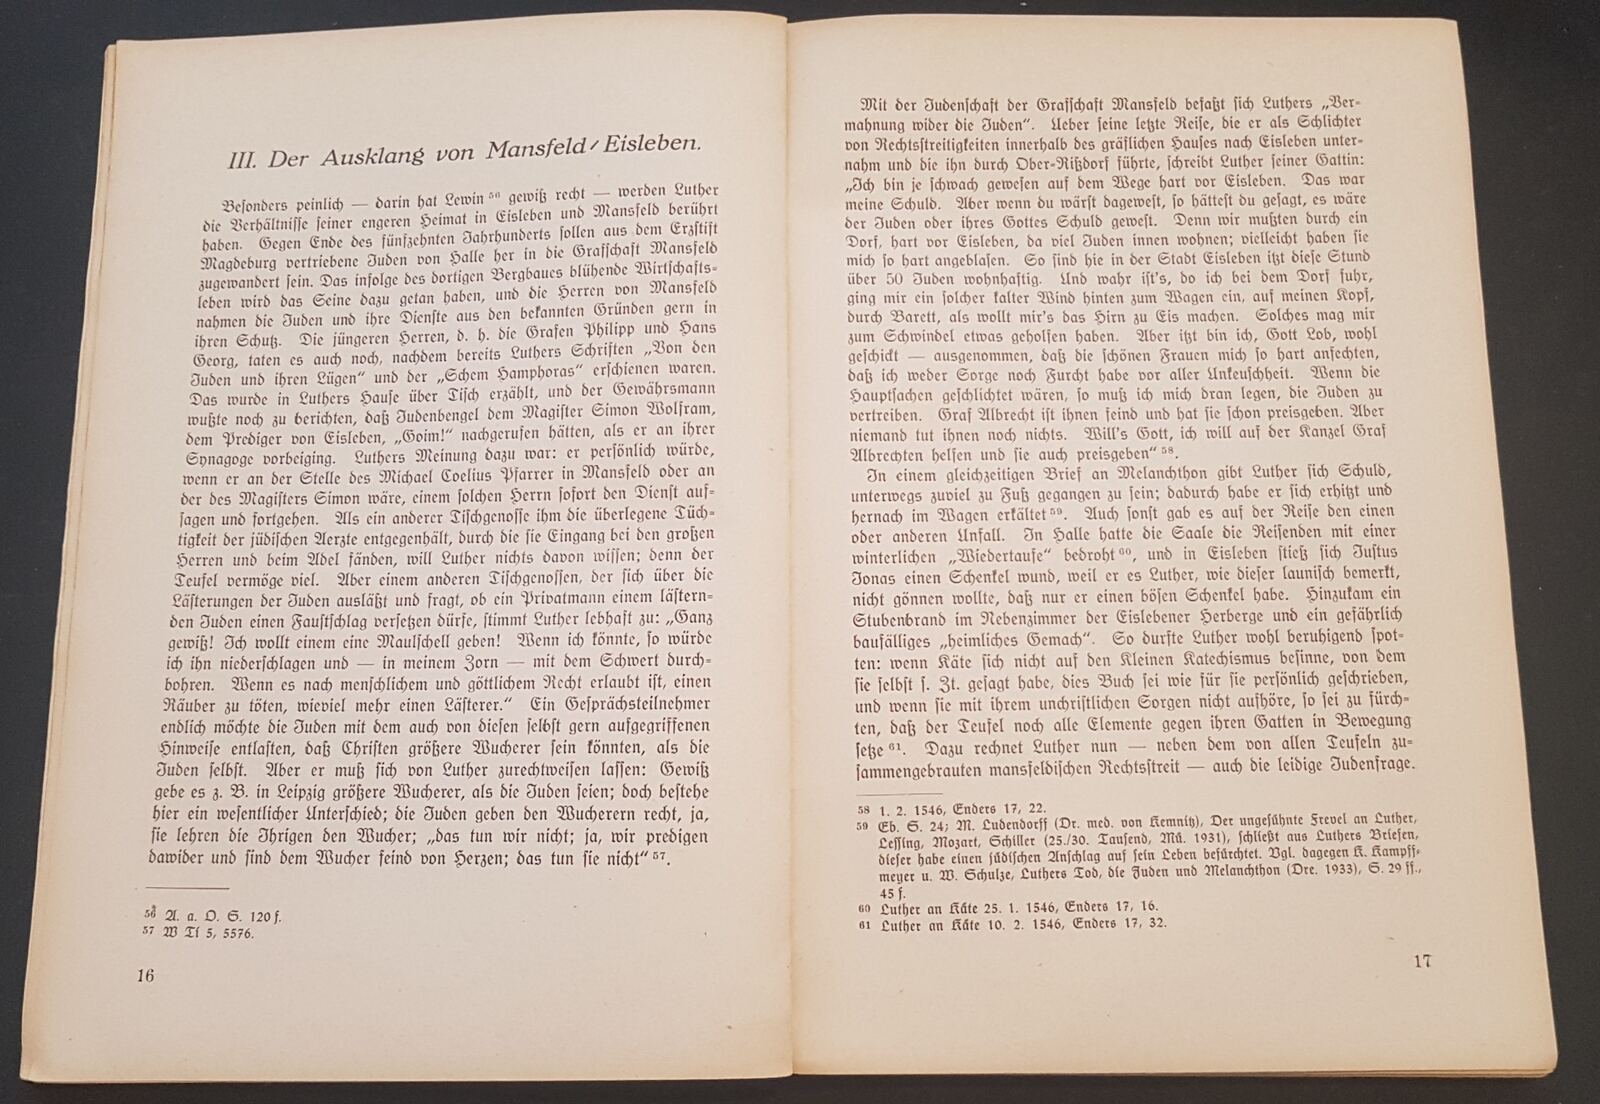 III. Der Ausklang von Mansfeld/Eisleben.
Besonders peinlich — darin hat Lewin 56 gewiß recht — werden Luther
die Verhältnisse seiner engeren Heimat in Eisleben und Mansfeld berührt
haben. Gegen Ende des fünfzehnten Jahrhunderts sollen aus dem Erzstift
Magdeburg vertriebene Juden von Halle her in die Grafschaft Mansfeld
zugewandert sein. Das infolge des dortigen Bergbaues blühende Wirtschafts-
leben wird das Seine dazu getan haben, und die Herren von Mansfeld
nahmen die Juden und ihre Dienste aus den bekannten Gründen gern in
ihren Schutz. Die jüngeren Herren, d. h. die Grafen Philipp und Hans
Georg, taten es auch noch, nachdem bereits Luthers Schriften „Von den
Juden und ihren Lügen" und der „Schem Hamphoras" erschienen waren.
Das wurde in Luthers Hause über Tisch erzählt, und der Gewährsmann
wußte noch zu berichten, daß Judenbengel dem Magister Simon Wolfram,
dem Prediger von Eisleben, „Goim!" nachgerufen hätten, als er an ihrer
Synagoge vorbeiging. Luthers Meinung dazu war: er persönlich würde,
wenn er an der Stelle des Michael Coelius Pfarrer in Mansfeld oder an
der des Magisters Simon wäre, einem solchen Herrn sofort den Dienst auf-
sagen und fortgehen. Als ein anderer Tischgenosse ihm die überlegene Tüch-
tigkeit der jüdischen Aerzte entgegenhält, durch die sie Eingang bei den großen
Herren und beim Adel fänden, will Luther nichts davon wissen; denn der
Teufel vermöge viel. Aber einem anderen Tischgenossen, der sich über die
Lästerungen der Juden ausläßt und fragt, ob ein Privatmann einem lästern-
den Juden einen Faustschlag versetzen dürfe, stimmt Luther lebhaft zu: „Ganz
gewiß! Ich wollt einem eine Maulschell geben! Wenn ich könnte, so würde
ich ihn niederschlagen und — in meinem Zorn — mit dem Schwert durch-
bohren. Wenn es nach menschlichem und göttlichem Recht erlaubt ist, einen
Räuber zu töten, wieviel mehr einen Lästerer." Ein Gesprächsteilnehmer
endlich möchte die Juden mit dem auch von diesen selbst gern aufgegriffenen
Hinweise entlasten, daß Christen größere Wucherer sein könnten, als die
Juden selbst. Aber er muß sich von Luther zurechtweisen lassen: Gewiß
gebe es z. B. in Leipzig größere Wucherer, als die Juden seien; doch bestehe
hier ein wesentlicher Unterschied; die Juden geben den Wucherern recht, ja,
sie lehren die Ihrigen den Wucher; „das tun wir nicht; ja, wir predigen
dawider und sind dem Wucher feind von Herzen; das tun sie nicht" 57.
56 A. a. O. S. 120 f.
57 W TI 5, 5576.
16
Mit der Judenschaft der Grafschaft Mansfeld befaßt sich Luthers „Ver-
mahnung wider die Juden". Ueber seine letzte Reise, die er als Schlichter
von Rechtsstreitigkeiten innerhalb des gräflichen Hauses nach Eisleben unter-
nahm und die ihn durch Ober-Rißdorf führte, schreibt Luther seiner Gattin:
„Ich bin je schwach gewesen auf dem Wege hart vor Eisleben. Das war
meine Schuld. Aber wenn du wärst dagewest, so hättest du gesagt, es wäre
der Juden oder ihres Gottes Schuld gewest. Denn wir mußten durch ein
Dorf, hart vor Eisleben, da viel Juden innen wohnen; vielleicht haben sie
mich so hart angeblasen. So sind hie in der Stadt Eisleben itzt diese Stund
über 50 Juden wohnhaftig. Und wahr ist's, do ich bei dem Dorf fuhr,
ging mir ein solcher kalter Wind hinten zum Wagen ein, auf meinen Kopf,
durch Barett, als wollt mir's das Hirn zu Eis machen. Solches mag mir
zum Schwindel etwas geholfen haben. Aber itzt bin ich, Gott Lob, wohl
geschickt — ausgenommen, daß die schönen Frauen mich so hart anfechten,
daß ich weder Sorge noch Furcht habe vor aller Unkeuschheit. Wenn die
Hauptsachen geschlichtet wären, so muß ich mich dran legen, die Juden zu
vertreiben. Graf Albrecht ist ihnen feind und hat sie schon preisgeben. Aber
niemand tut ihnen noch nichts. Will's Gott, ich will auf der Kanzel Graf
Albrechten helfen und sie auch preisgeben" 58.
In einem gleichzeitigen Brief an Melanchthon gibt Luther sich Schuld,
unterwegs zuviel zu Fuß gegangen zu sein; dadurch habe er sich erhitzt und
hernach im Wagen erkältet 59. Auch sonst gab es auf der Reise den einen
oder anderen Unfall. In Halle hatte die Saale die Reisenden mit einer
winterlichen „Wiedertaufe" bedroht 60, und in Eisleben stieß sich Justus
Jonas einen Schenkel wund, weil er es Luther, wie dieser launisch bemerkt,
nicht gönnen wollte, daß nur er einen bösen Schenkel habe. Hinzukam ein
Stubenbrand im Nebenzimmer der Eislebener Herberge und ein gefährlich
baufälliges „heimliches Gemach". So durfte Luther wohl beruhigend spot-
ten: wenn Käte sich nicht auf den Kleinen Katechismus besinne, von dem
sie selbst s. Zt. gesagt habe, dies Buch sei wie für sie persönlich geschrieben,
und wenn sie mit ihrem unchristlichen Sorgen nicht aufhöre, so sei zu fürch-
ten, daß der Teufel noch alle Elemente gegen ihren Gatten in Bewegung
setze 61. Dazu rechnet Luther nun — neben dem von allen Teufeln zu-
sammengebrauten mansfeldischen Rechtsstreit — auch die leidige Judenfrage.
58 1. 2. 1546, Enders 17, 22.
59 Eb. S. 24; M. Ludendorff (Dr. med. von Kemnitz), Der ungesühnte Frevel an Luther,
Lessing, Mozart, Schiller (25./30. Tausend, Mü. 1931), schließt aus Luthers Briefen,
dieser habe einen jüdischen Anschlag auf sein Leben befürchtet. Vgl. dagegen K. Kampff-
meyer u. W. Schulze, Luthers Tod, die Juden und Melanchthon (Dre. 1933), S. 29 ff.,
45 f.
60 Luther an Käte 25. 1. 1546, Enders 17, 16.
61 Luther an Käte 10. 2. 1546, Enders 17, 32.
17